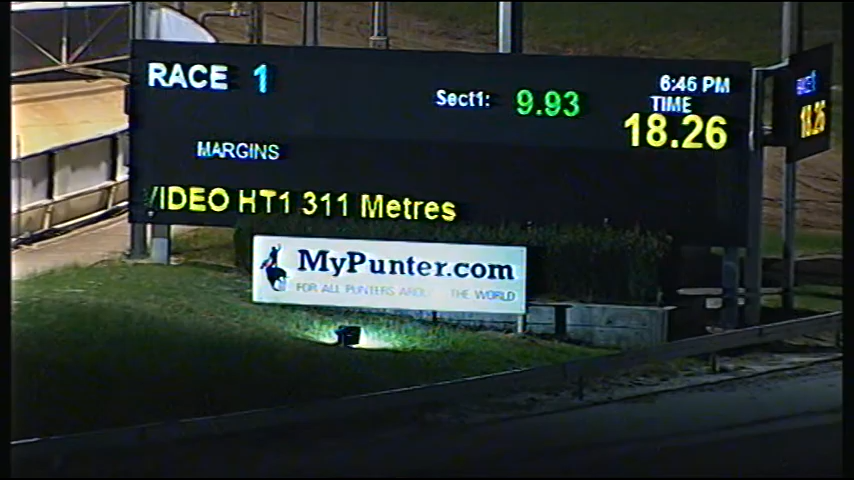 RACE 1
6:46 PM
Sect1: 9.93
TIME
18.26
MARGINS
VIDEO HT1 311 Metres
MyPunter.com
FOR ALL PUNTERS AROUND THE WORLD
18.26